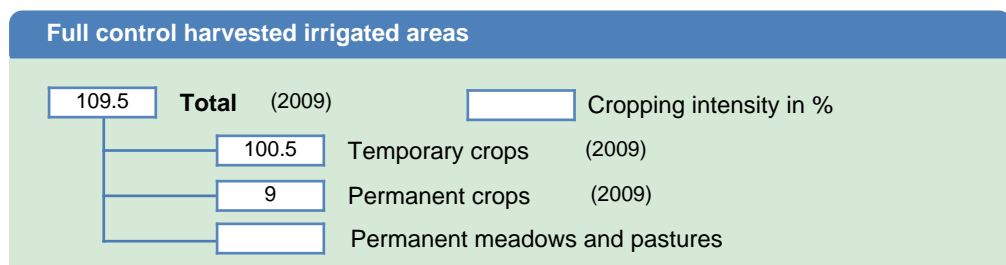 Full control harvested irrigated areas
109.5 Total (2009) Cropping intensity in %
100.5 Temporary crops (2009)
9 Permanent crops (2009)
Permanent meadows and pastures